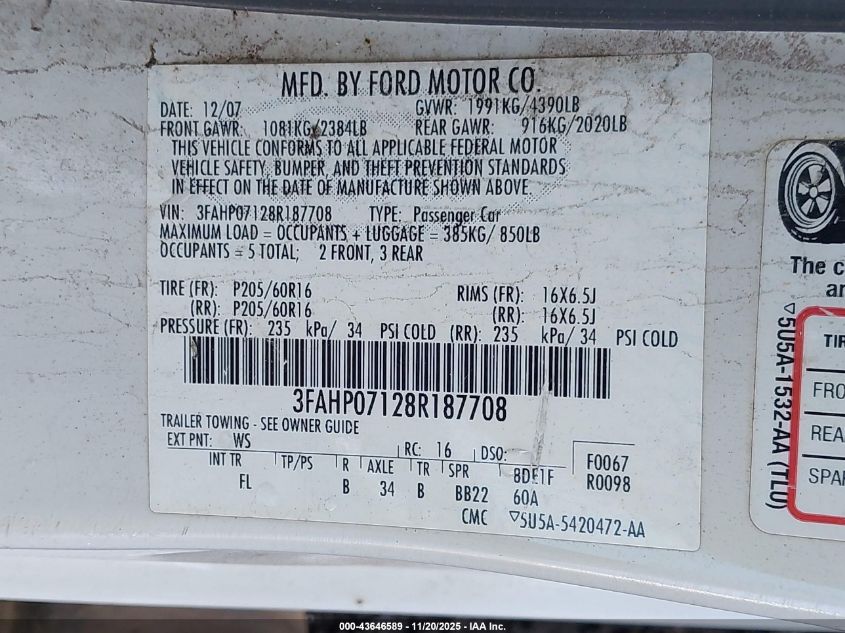 MFD. BY FORD MOTOR CO.
DATE: 12/07 GVWR: 1991KG/4390LB
FRONT GAWR: 1081KG/2384LB REAR GAWR: 916KG/2020LB
THIS VEHICLE CONFORMS TO ALL APPLICABLE FEDERAL MOTOR
VEHICLE SAFETY, BUMPER, AND THEFT PREVENTION STANDARDS
IN EFFECT ON THE DATE OF MANUFACTURE SHOWN ABOVE.
VIN: 3FAHP07128R187708 TYPE: Passenger Car
MAXIMUM LOAD = OCCUPANTS + LUGGAGE = 385KG/ 850LB
OCCUPANTS = 5 TOTAL; 2 FRONT, 3 REAR
TIRE (FR): P205/60R16 RIMS (FR): 16X6.5J
(RR): P205/60R16 (RR): 16X6.5J
PRESSURE (FR): 235 kPa/ 34 PSI COLD (RR): 235 kPa/ 34 PSI COLD
3FAHP07128R187708
TRAILER TOWING - SEE OWNER GUIDE
EXT PNT: WS RC: 16 DSO: F0067
INT TR TP/PS R AXLE TR SPR 8DE1F R0098
FL B 34 B BB22 60A
CMC 5U5A-5420472-AA
The c
an
5U5A-1532-AA (TLU)
TIR
FRO
REA
SPAR
000-43646589 - 11/20/2025 - IAA Inc.